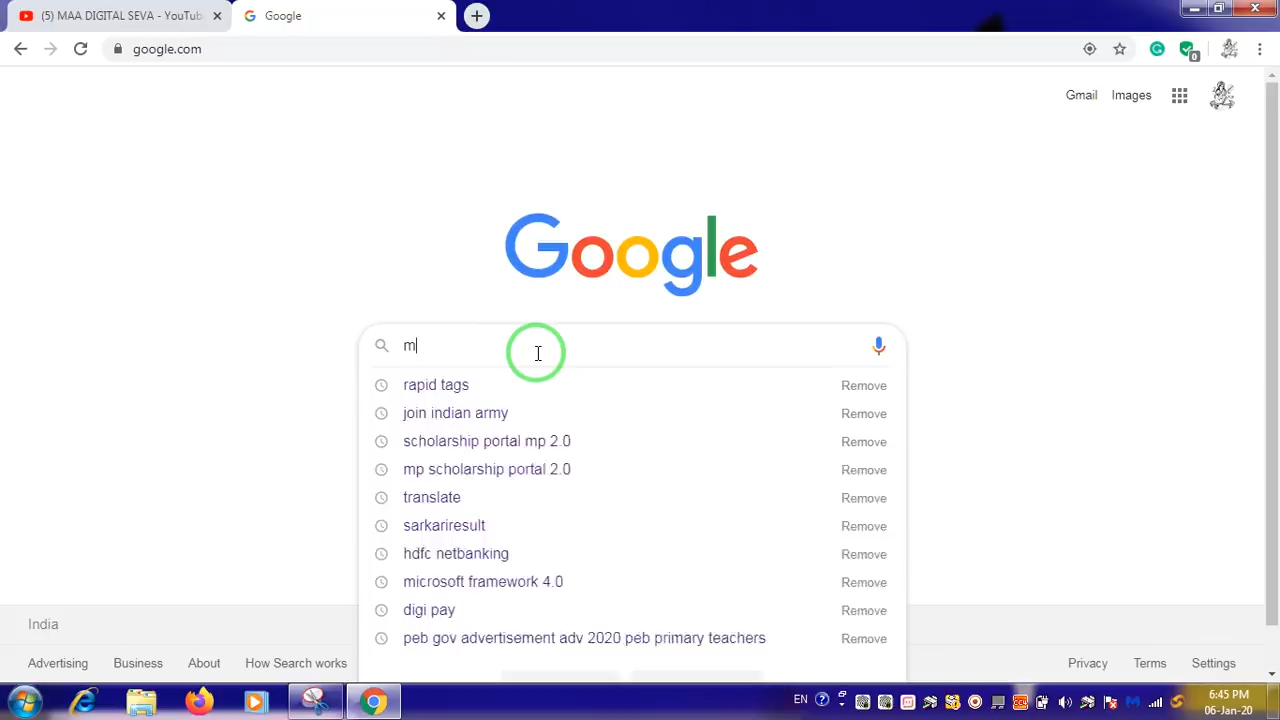 (5) MAA DIGITAL SEVA - YouTub
Google
google.com
0
Gmail Images
Google
m
rapid tags Remove
join indian army Remove
scholarship portal mp 2.0 Remove
mp scholarship portal 2.0 Remove
translate Remove
sarkariresult Remove
hdfc netbanking Remove
microsoft framework 4.0 Remove
digi pay Remove
peb gov advertisement adv 2020 peb primary teachers Remove
India
Advertising Business About How Search works Privacy Terms Settings
EN
6:45 PM
06-Jan-20